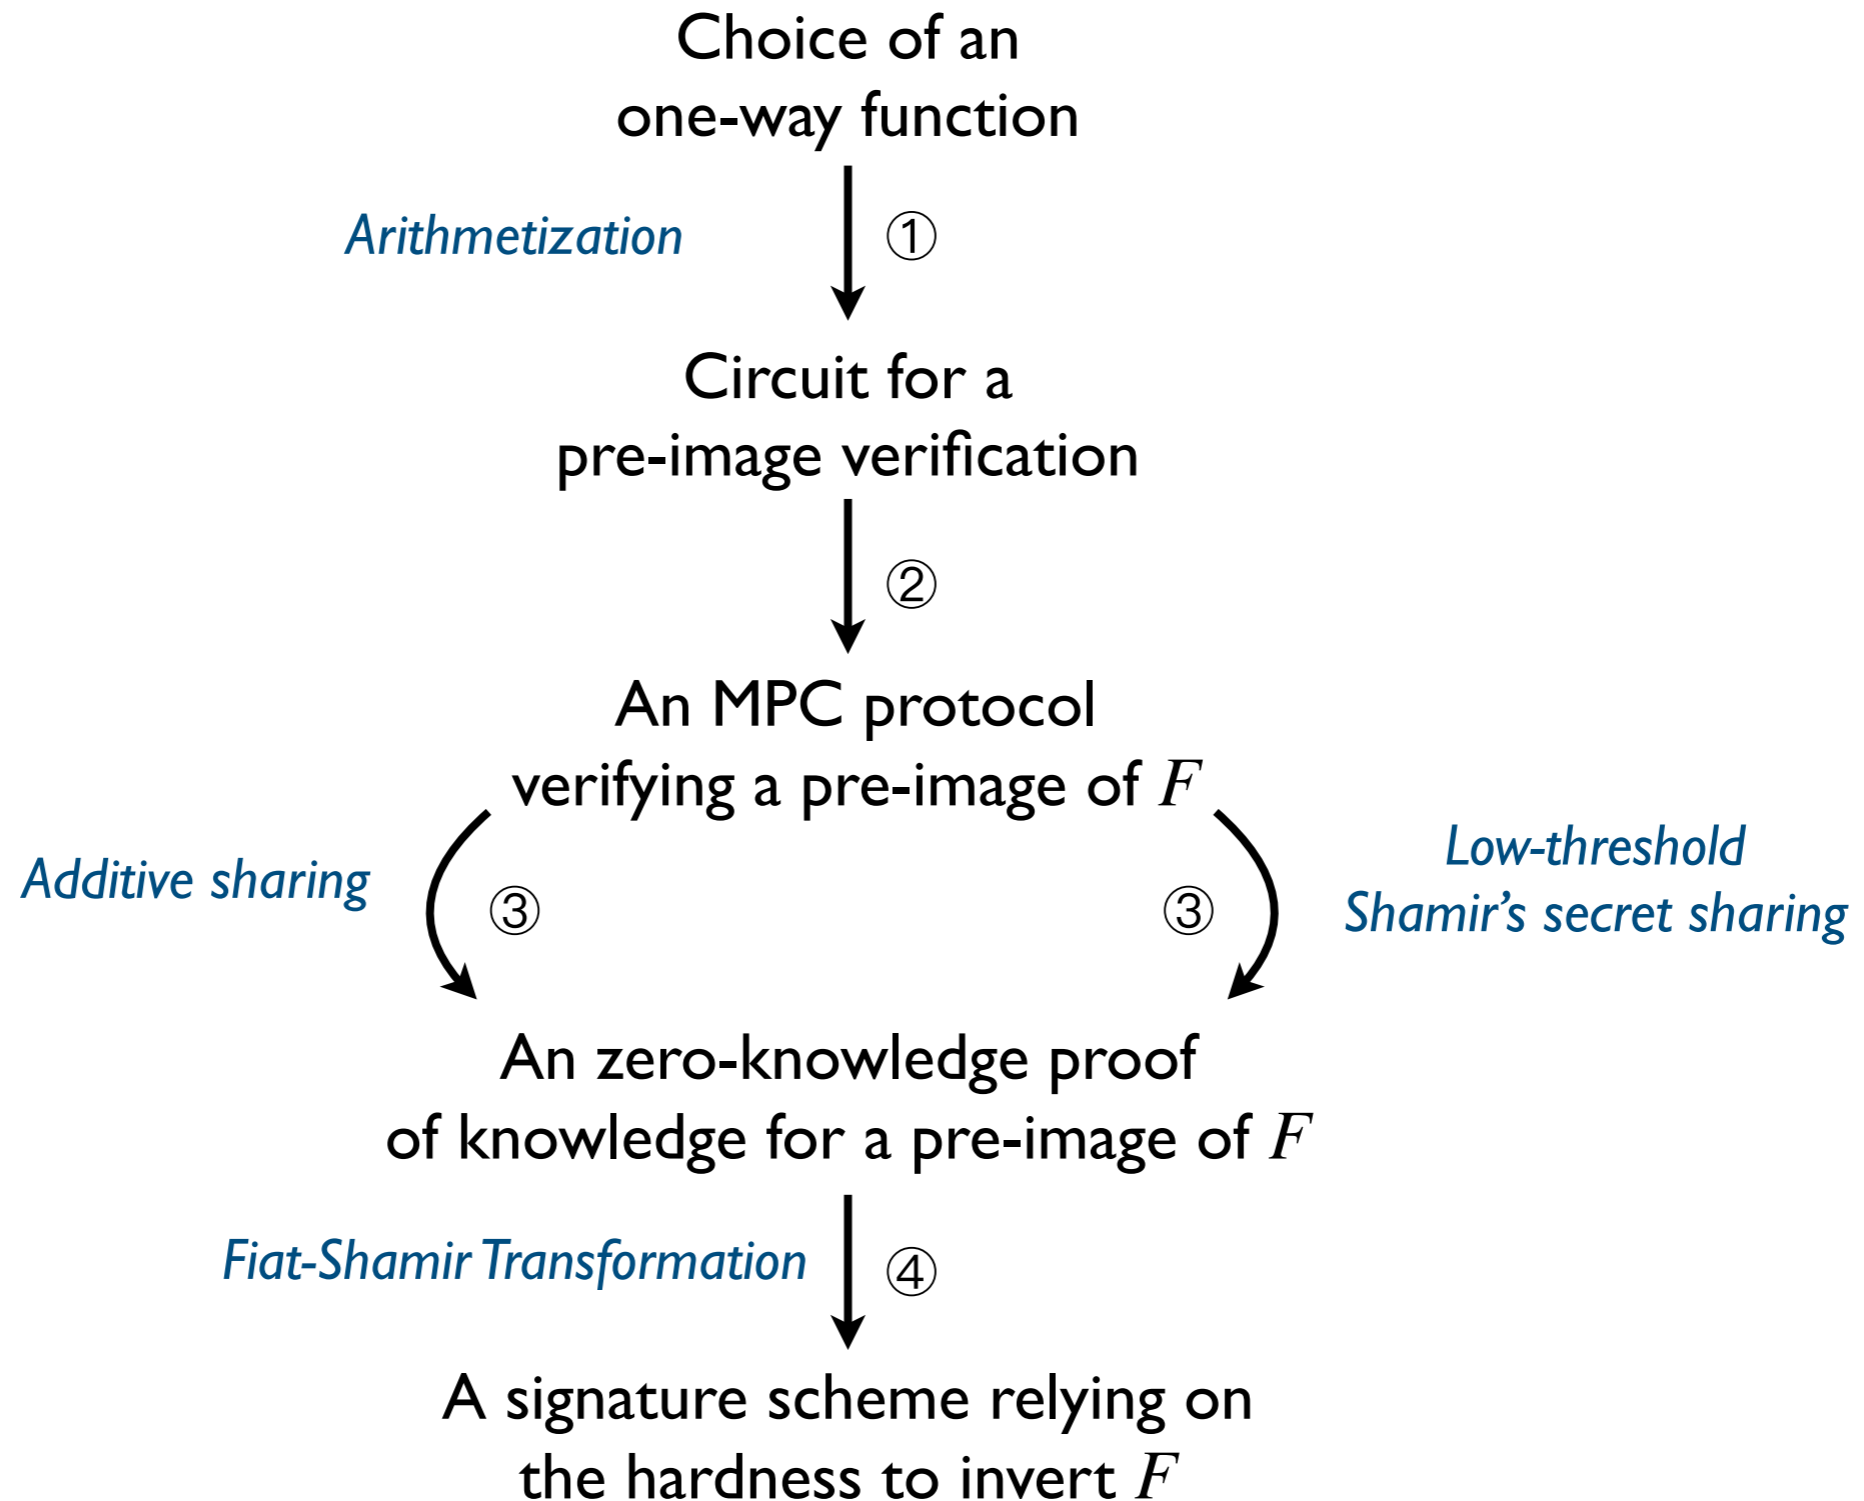 Choice of an
one-way function
Arithmetization
①
Circuit for a
pre-image verification
②
An MPC protocol
verifying a pre-image of F
Additive sharing
③
③
Low-threshold
Shamir’s secret sharing
An zero-knowledge proof
of knowledge for a pre-image of F
Fiat-Shamir Transformation
④
A signature scheme relying on
the hardness to invert F